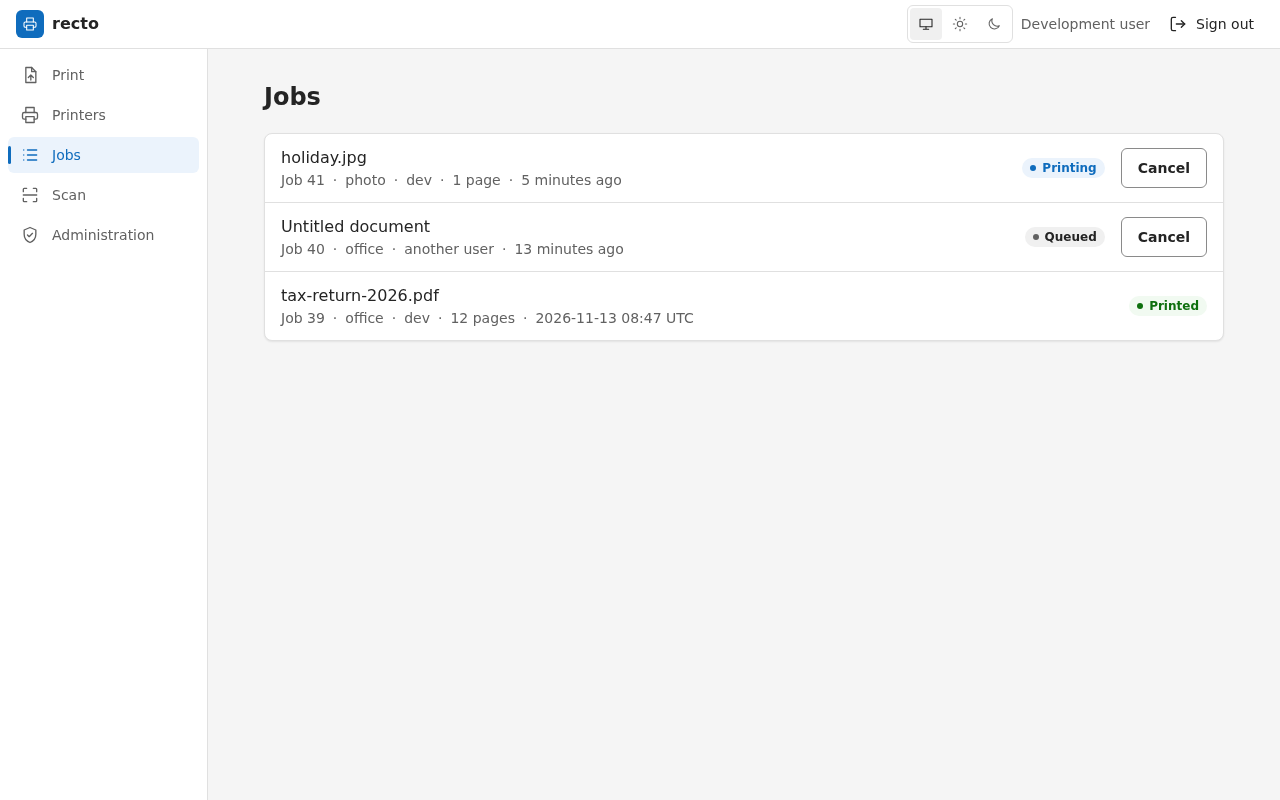 recto
Development user
Sign out
Print
Printers
Jobs
Scan
Administration
Jobs
holiday.jpg
Job 41 · photo · dev · 1 page · 5 minutes ago
Printing
Cancel
Untitled document
Job 40 · office · another user · 13 minutes ago
Queued
Cancel
tax-return-2026.pdf
Job 39 · office · dev · 12 pages · 2026-11-13 08:47 UTC
Printed